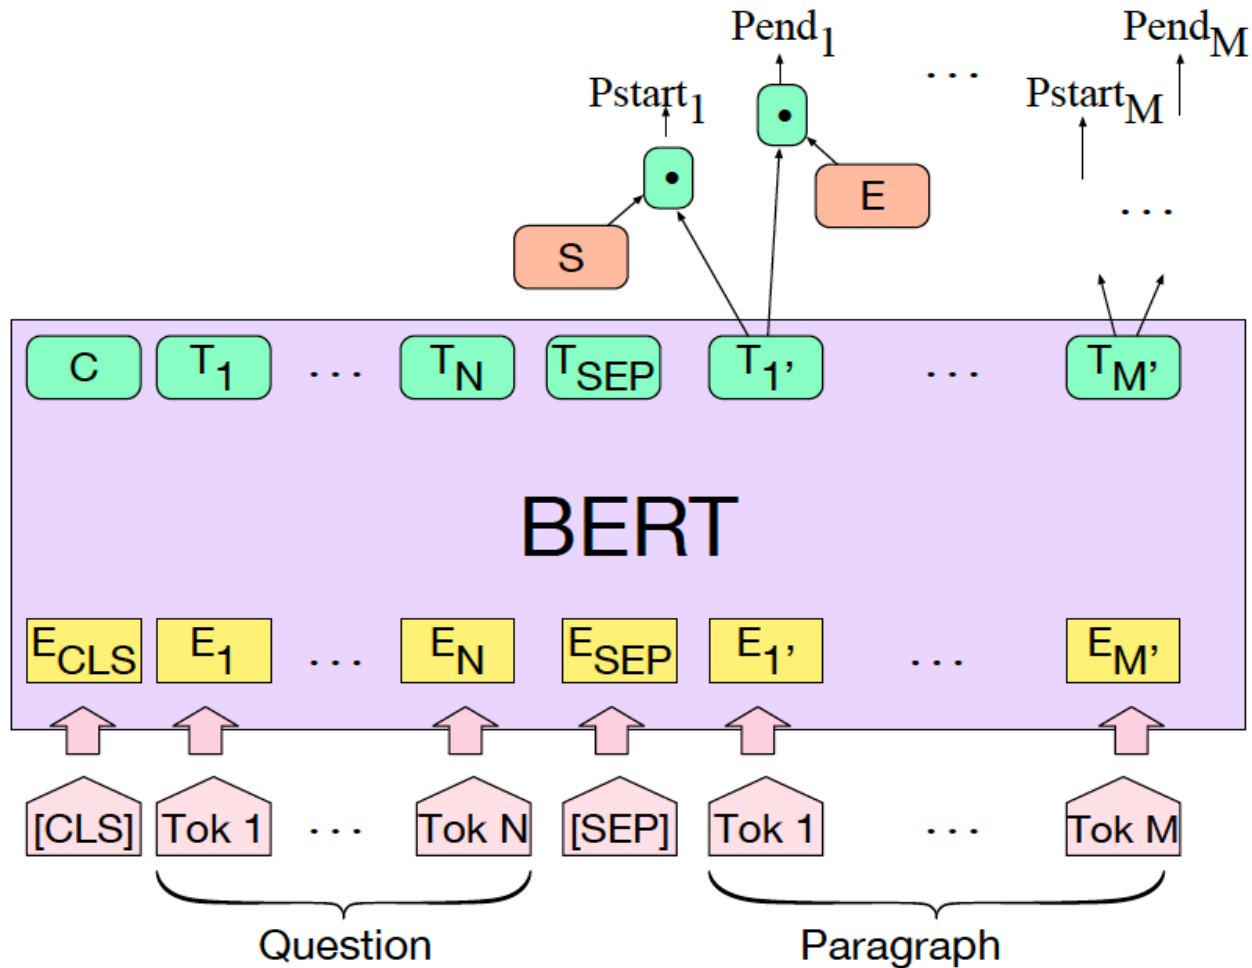 Pend1 ... PendM
Pstart1 PstartM
E ...
S
C T1 ... TN TSEP T1' ... TM'
BERT
ECLS E1 ... EN ESEP E1' ... EM'
[CLS] Tok 1 ... Tok N [SEP] Tok 1 ... Tok M
Question Paragraph